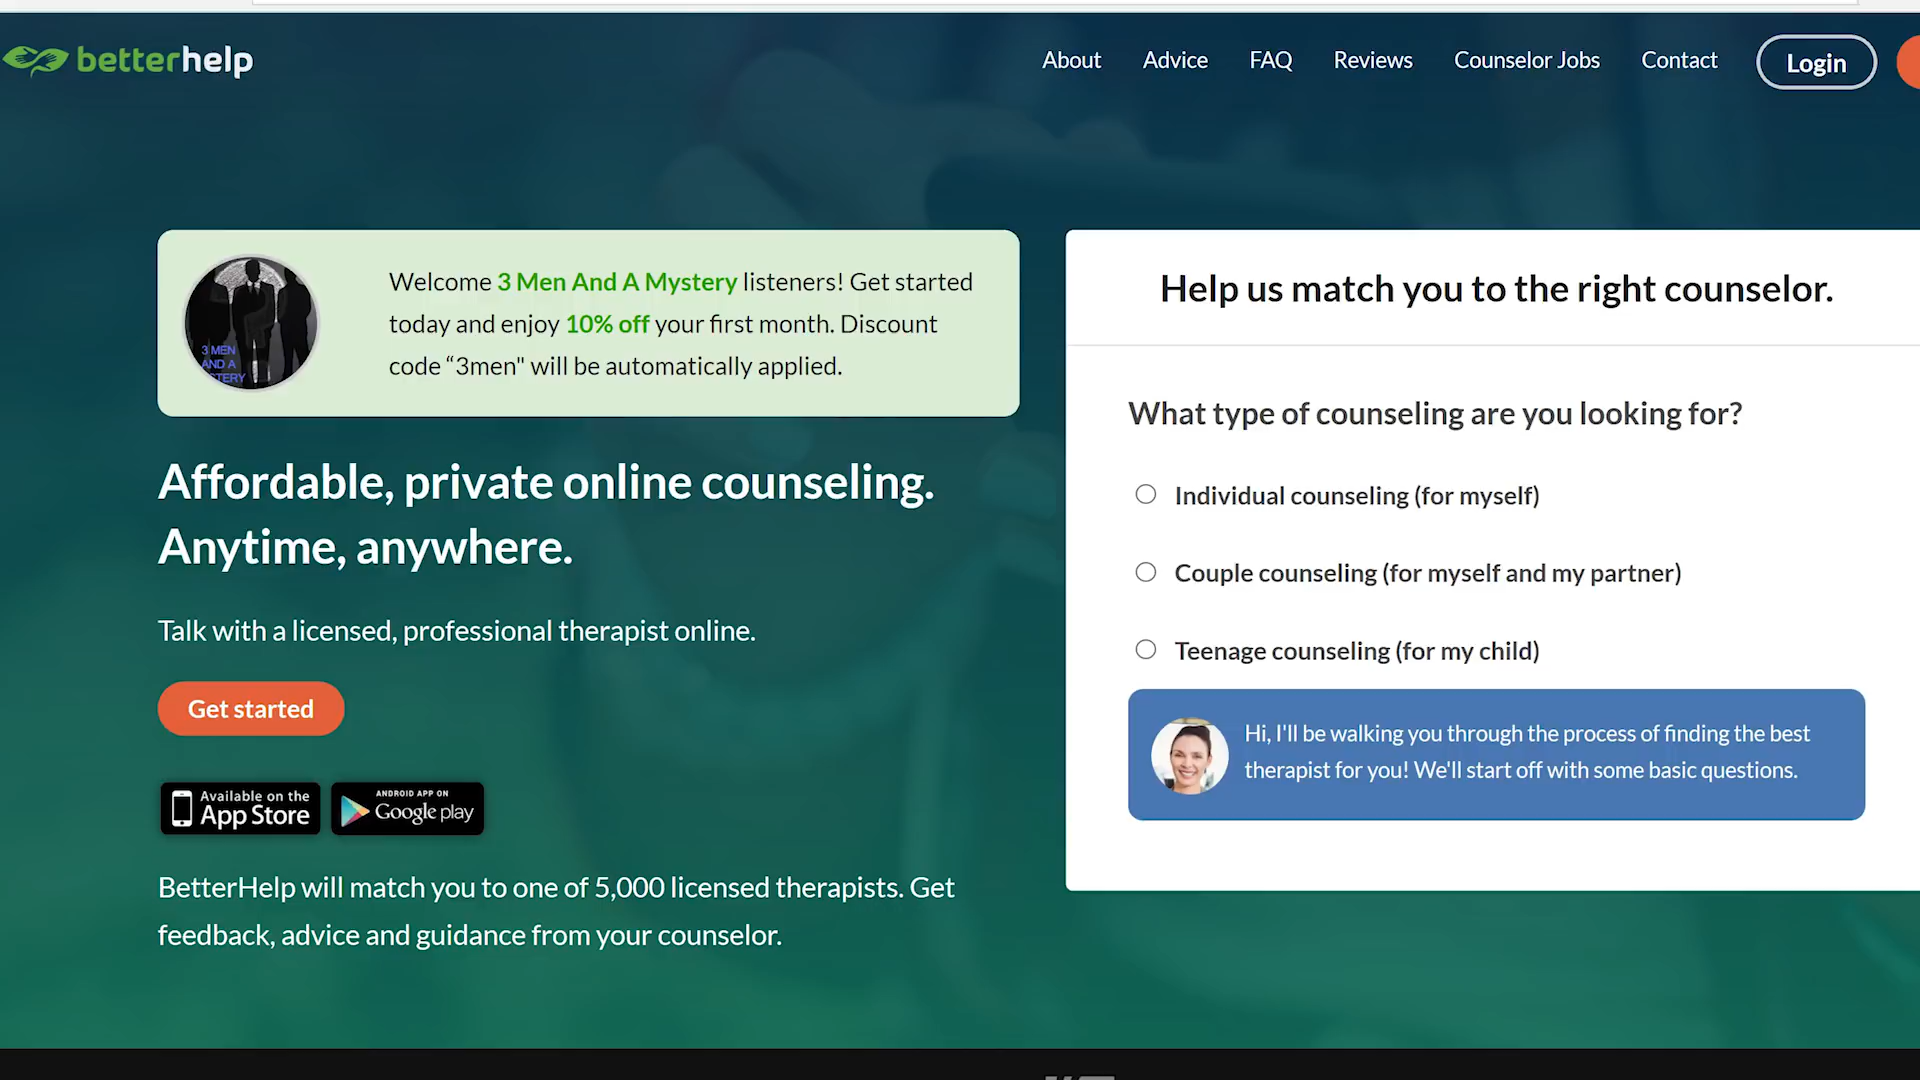 betterhelp
About Advice FAQ Reviews Counselor Jobs Contact Login
Welcome 3 Men And A Mystery listeners! Get started
today and enjoy 10% off your first month. Discount
code “3men" will be automatically applied.
3 MEN
AND A
STERY
Affordable, private online counseling.
Anytime, anywhere.
Talk with a licensed, professional therapist online.
Get started
Available on the
App Store
ANDROID APP ON
Google play
BetterHelp will match you to one of 5,000 licensed therapists. Get
feedback, advice and guidance from your counselor.
Help us match you to the right counselor.
What type of counseling are you looking for?
Individual counseling (for myself)
Couple counseling (for myself and my partner)
Teenage counseling (for my child)
Hi, I'll be walking you through the process of finding the best
therapist for you! We'll start off with some basic questions.